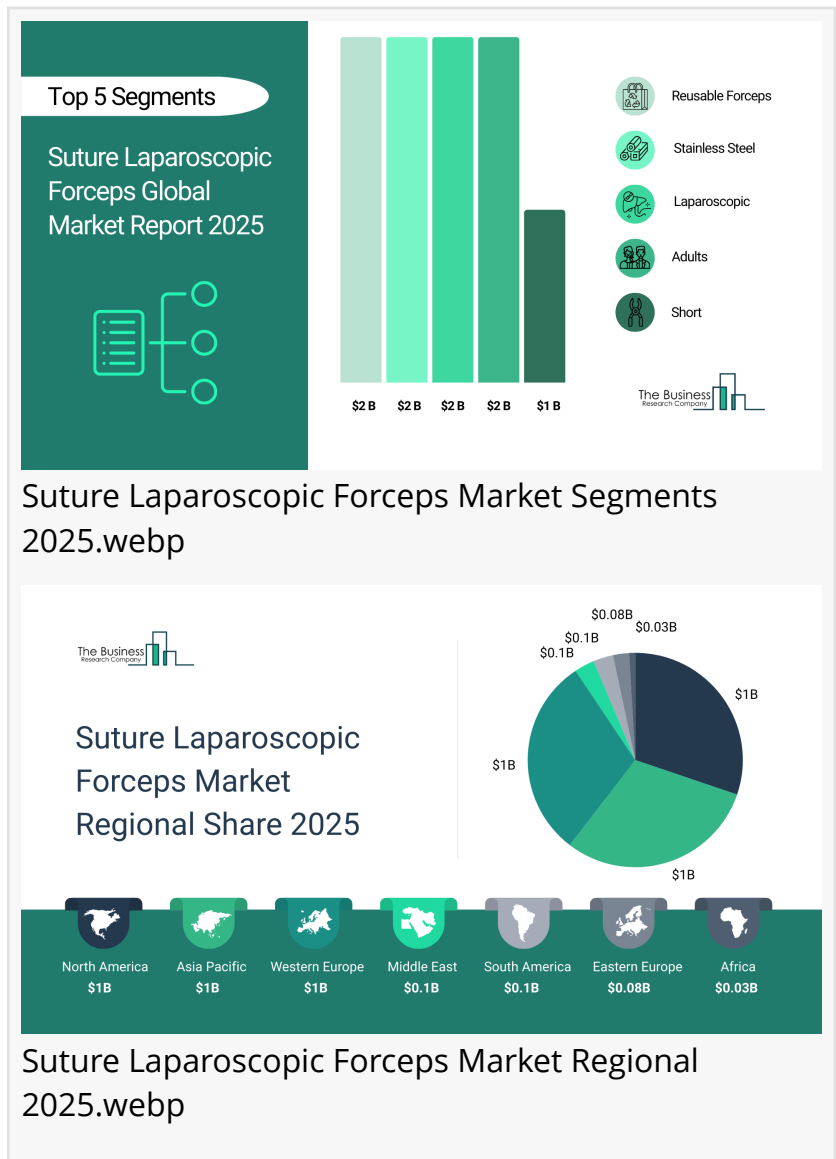 Top 5 Segments
Suture Laparoscopic
Forceps Global
Market Report 2025
Reusable Forceps
Stainless Steel
Laparoscopic
Adults
Short
$2 B
$2 B
$2 B
$2 B
$1 B
The Business
Research Company
Suture Laparoscopic Forceps Market Segments
2025.webp
The Business
Research Company
Suture Laparoscopic
Forceps Market
Regional Share 2025
$0.08B
$0.03B
$0.1B
$0.1B
$1B
$1B
$1B
North America
$1B
Asia Pacific
$1B
Western Europe
$1B
Middle East
$0.1B
South America
$0.1B
Eastern Europe
$0.08B
Africa
$0.03B
Suture Laparoscopic Forceps Market Regional
2025.webp